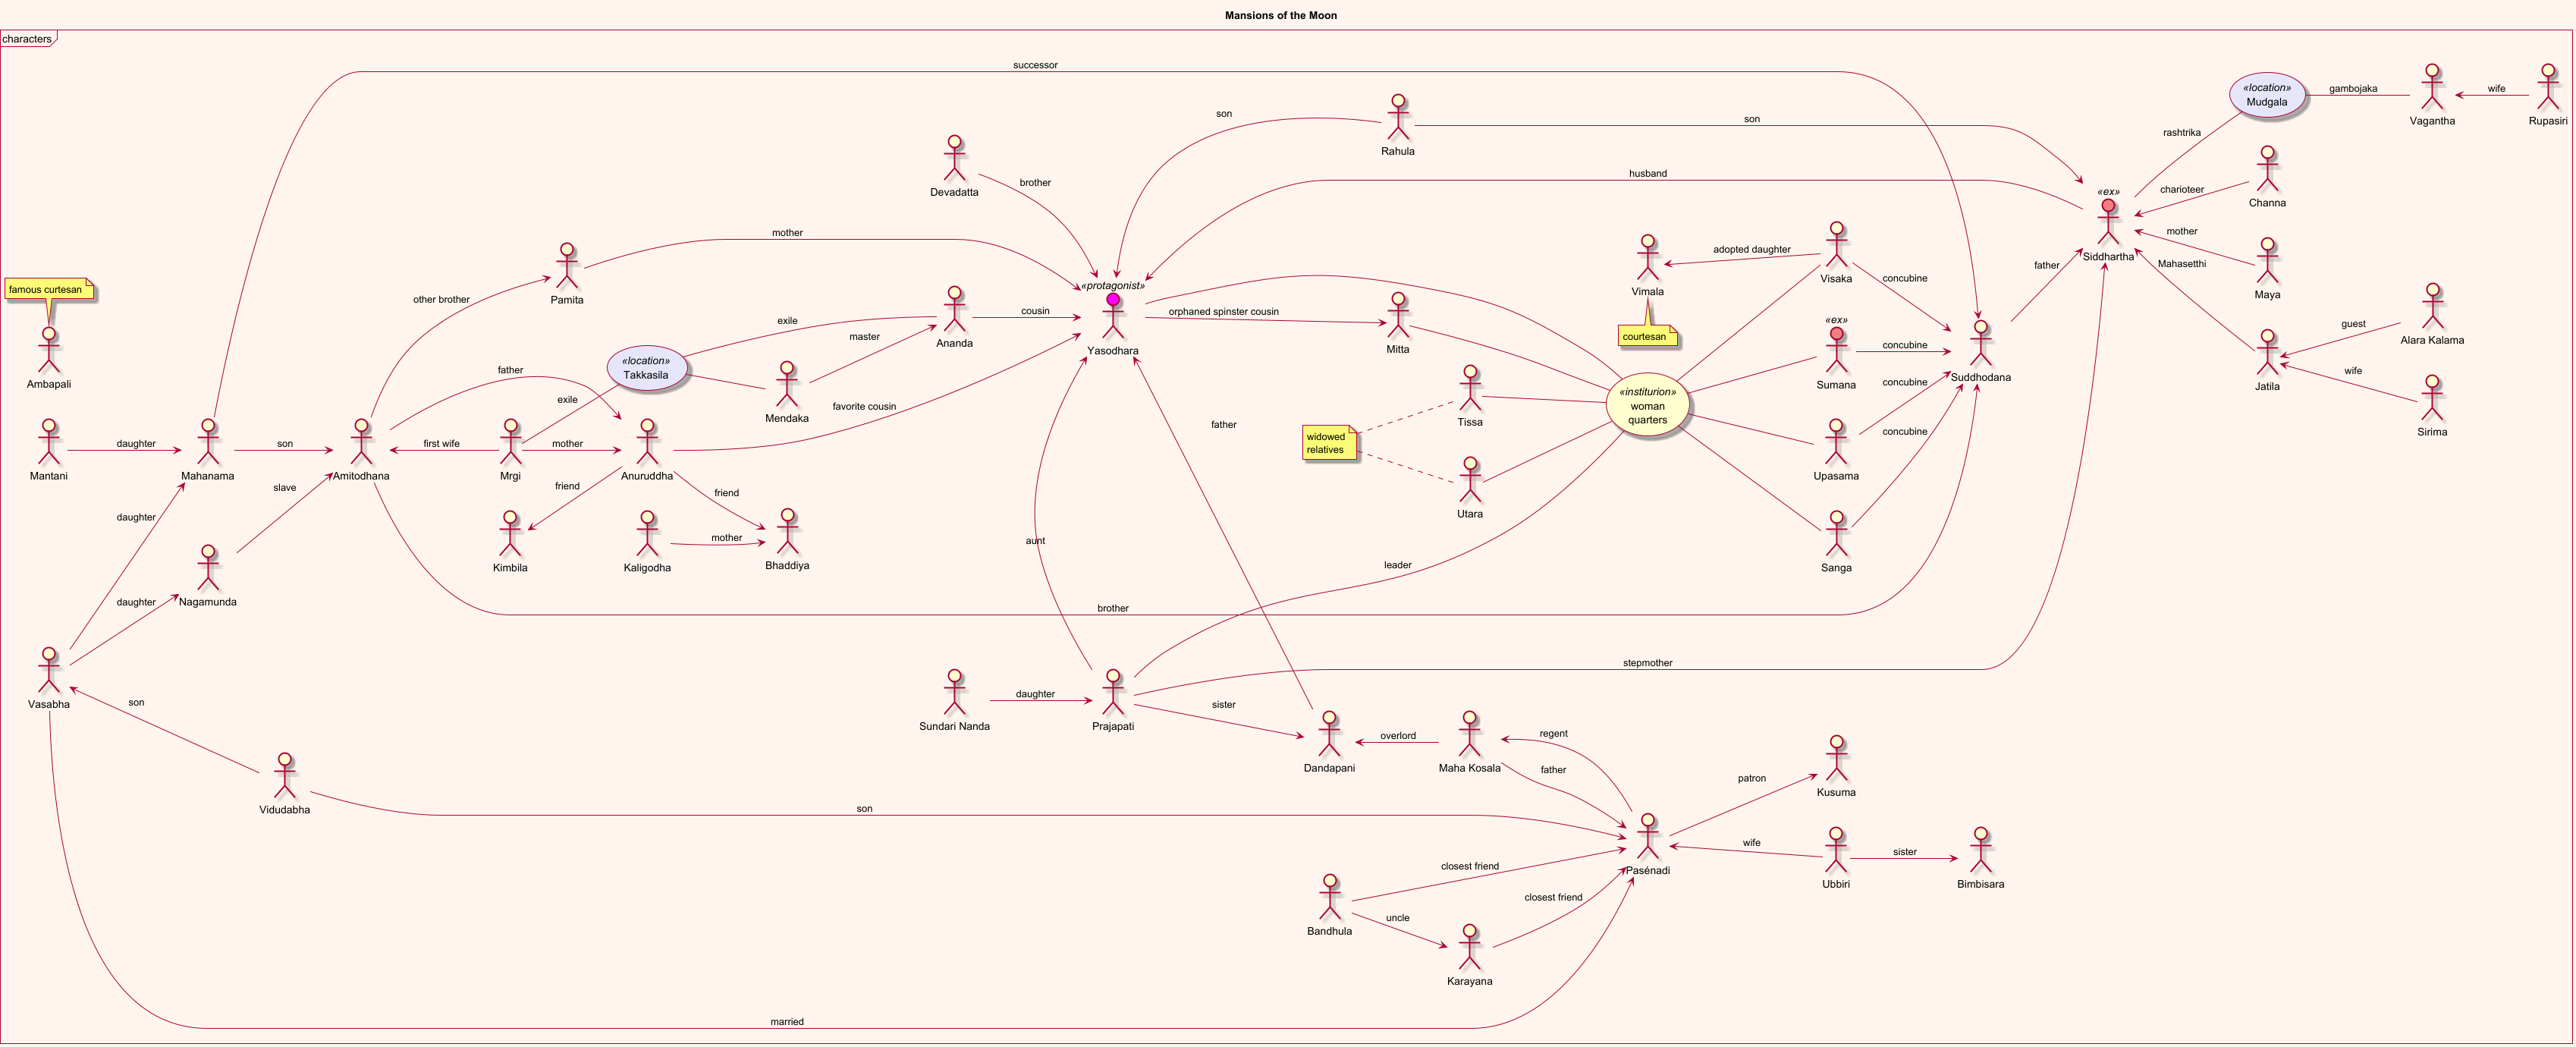 Mansions of the Moon
characters
successor
«location»
Mudgala
gambojaka
Vagantha
wife
Rupasiri
rashtrika
Devadatta
brother
son
Rahula
son
husband
«ex»
Siddhartha
charioteer
Channa
mother
Maya
Mahasetthi
Jatila
guest
Alara Kalama
wife
Sirima
famous curtesan
Ambapali
Pamita
mother
other brother
«location»
Takkasila
exile
exile
Mendaka
master
Ananda
cousin
«protagonist»
Yasodhara
orphaned spinster cousin
Mitta
Vimala
courtesan
adopted daughter
Visaka
concubine
«ex»
Sumana
concubine
Suddhodana
father
concubine
Upasama
concubine
Sanga
«institurion»
woman
quarters
Tissa
widowed
relatives
Utara
father
favorite cousin
father
Mantani
daughter
Mahanama
son
Amitodhana
first wife
Mrgi
mother
Anuruddha
friend
Kimbila
friend
Kaligodha
mother
Bhaddiya
slave
daughter
Nagamunda
daughter
aunt
leader
brother
stepmother
Vasabha
son
Vidudabha
son
Sundari Nanda
daughter
Prajapati
sister
Dandapani
overlord
Maha Kosala
regent
father
patron
Kusuma
Pasénadi
wife
Ubbiri
sister
Bimbisara
closest friend
closest friend
Bandhula
uncle
Karayana
married